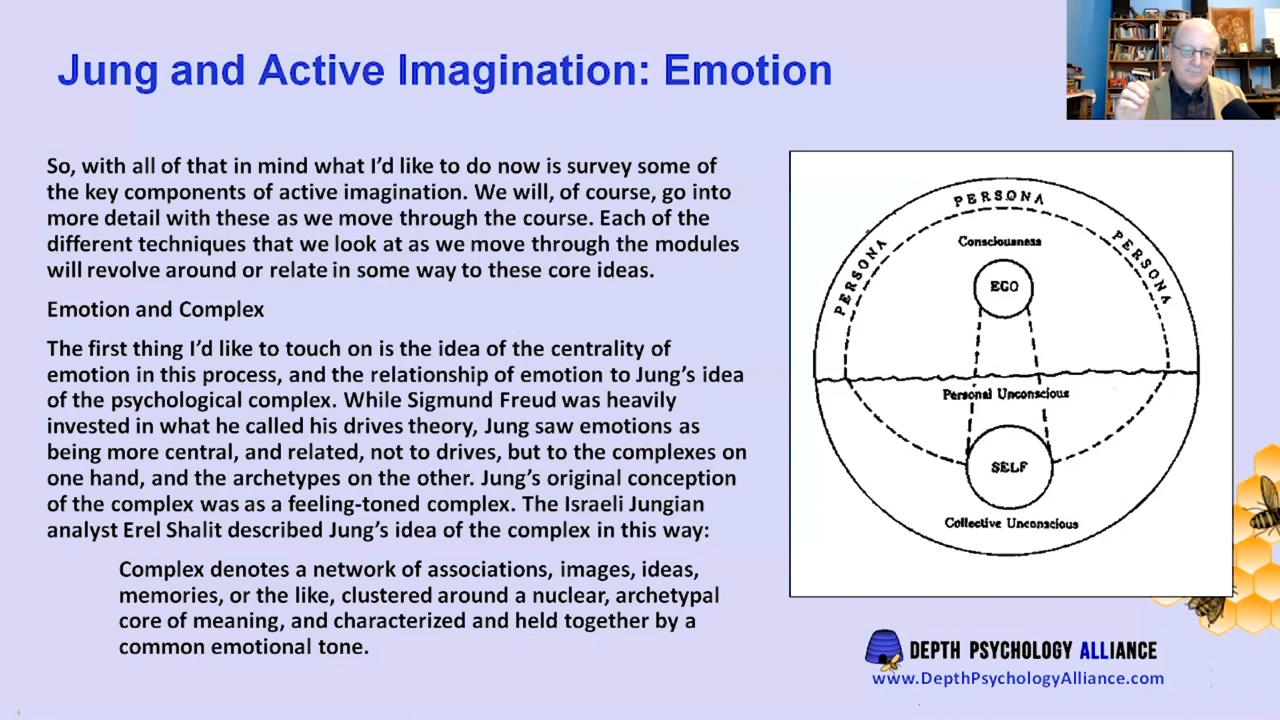 Jung and Active Imagination: Emotion
So, with all of that in mind what I'd like to do now is survey some of
the key components of active imagination. We will, of course, go into
more detail with these as we move through the course. Each of the
different techniques that we look at as we move through the modules
will revolve around or relate in some way to these core ideas.
Emotion and Complex
The first thing I'd like to touch on is the idea of the centrality of
emotion in this process, and the relationship of emotion to Jung's idea
of the psychological complex. While Sigmund Freud was heavily
invested in what he called his drives theory, Jung saw emotions as
being more central, and related, not to drives, but to the complexes on
one hand, and the archetypes on the other. Jung's original conception
of the complex was as a feeling-toned complex. The Israeli Jungian
analyst Erel Shalit described Jung's idea of the complex in this way:
Complex denotes a network of associations, images, ideas,
memories, or the like, clustered around a nuclear, archetypal
core of meaning, and characterized and held together by a
common emotional tone.
PERSONA
PERSONA
PERSONA
Consciousness
EGO
Personal Unconscious
SELF
Collective Unconscious
DEPTH PSYCHOLOGY ALLIANCE
www.DepthPsychologyAlliance.com